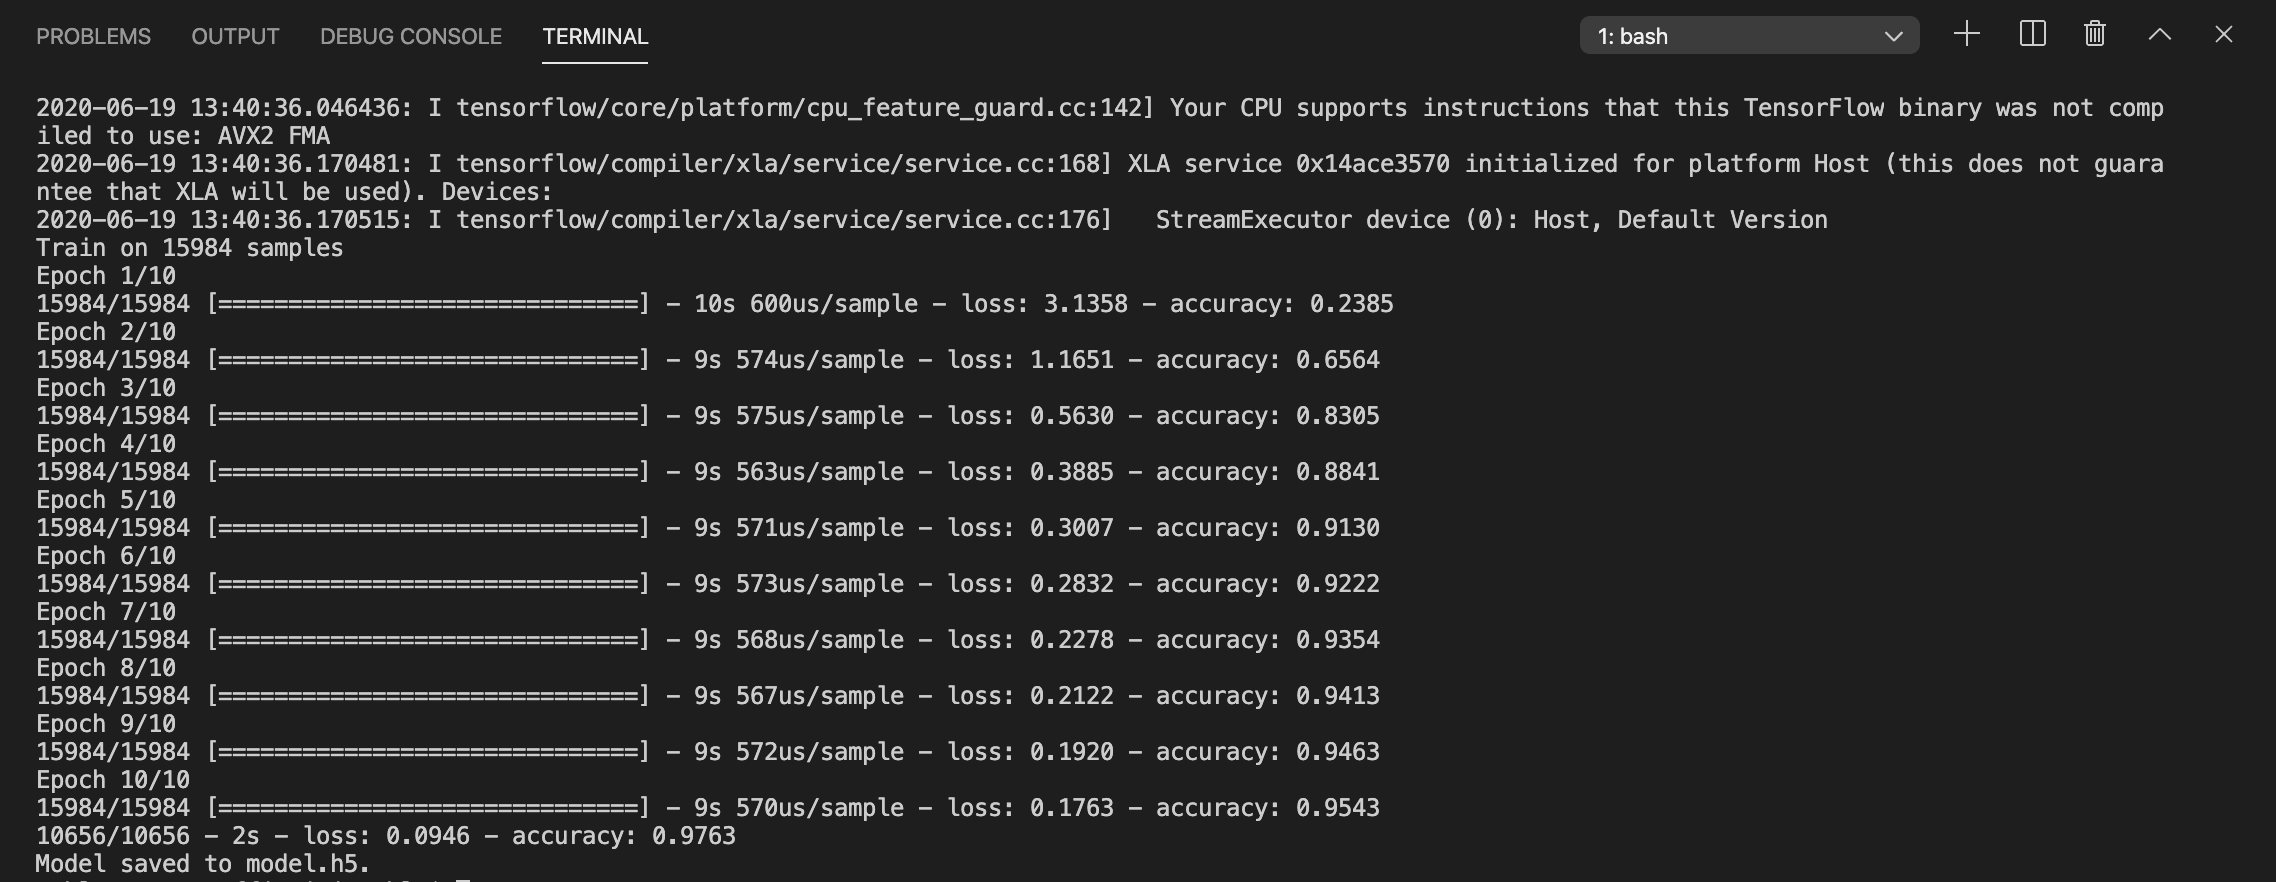 PROBLEMS OUTPUT DEBUG CONSOLE TERMINAL 1: bash
2020-06-19 13:40:36.046436: I tensorflow/core/platform/cpu_feature_guard.cc:142] Your CPU supports instructions that this TensorFlow binary was not comp
iled to use: AVX2 FMA
2020-06-19 13:40:36.170481: I tensorflow/compiler/xla/service/service.cc:168] XLA service 0x14ace3570 initialized for platform Host (this does not guara
ntee that XLA will be used). Devices:
2020-06-19 13:40:36.170515: I tensorflow/compiler/xla/service/service.cc:176]   StreamExecutor device (0): Host, Default Version
Train on 15984 samples
Epoch 1/10
15984/15984 [==============================] - 10s 600us/sample - loss: 3.1358 - accuracy: 0.2385
Epoch 2/10
15984/15984 [==============================] - 9s 574us/sample - loss: 1.1651 - accuracy: 0.6564
Epoch 3/10
15984/15984 [==============================] - 9s 575us/sample - loss: 0.5630 - accuracy: 0.8305
Epoch 4/10
15984/15984 [==============================] - 9s 563us/sample - loss: 0.3885 - accuracy: 0.8841
Epoch 5/10
15984/15984 [==============================] - 9s 571us/sample - loss: 0.3007 - accuracy: 0.9130
Epoch 6/10
15984/15984 [==============================] - 9s 573us/sample - loss: 0.2832 - accuracy: 0.9222
Epoch 7/10
15984/15984 [==============================] - 9s 568us/sample - loss: 0.2278 - accuracy: 0.9354
Epoch 8/10
15984/15984 [==============================] - 9s 567us/sample - loss: 0.2122 - accuracy: 0.9413
Epoch 9/10
15984/15984 [==============================] - 9s 572us/sample - loss: 0.1920 - accuracy: 0.9463
Epoch 10/10
15984/15984 [==============================] - 9s 570us/sample - loss: 0.1763 - accuracy: 0.9543
10656/10656 - 2s - loss: 0.0946 - accuracy: 0.9763
Model saved to model.h5.